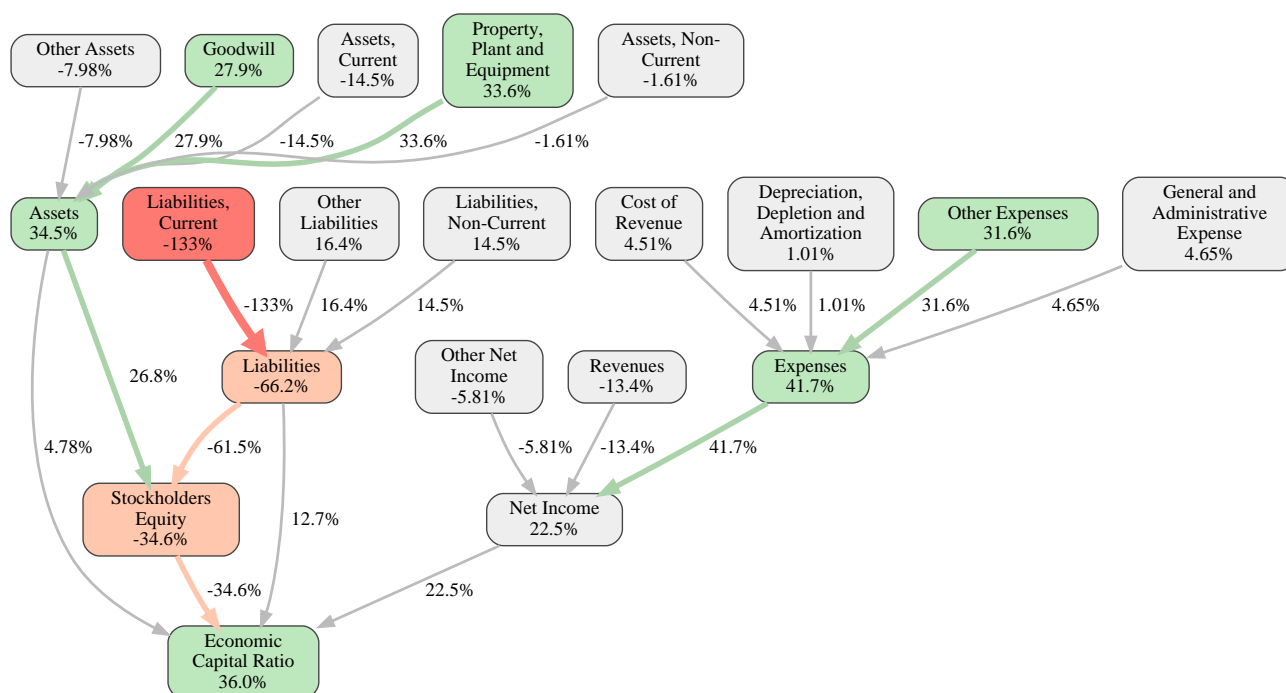 Other Assets
-7.98%
Goodwill
27.9%
Assets,
Current
-14.5%
Property,
Plant and
Equipment
33.6%
Assets, Non-
Current
-1.61%
-7.98%
27.9%
-14.5%
33.6%
-1.61%
Assets
34.5%
Liabilities,
Current
-133%
Other
Liabilities
16.4%
Liabilities,
Non-Current
14.5%
Cost of
Revenue
4.51%
Depreciation,
Depletion and
Amortization
1.01%
Other Expenses
31.6%
General and
Administrative
Expense
4.65%
-133%
16.4%
14.5%
4.51%
1.01%
31.6%
4.65%
Liabilities
-66.2%
Other Net
Income
-5.81%
Revenues
-13.4%
Expenses
41.7%
26.8%
4.78%
-61.5%
-5.81%
-13.4%
41.7%
Stockholders
Equity
-34.6%
12.7%
Net Income
22.5%
-34.6%
22.5%
Economic
Capital Ratio
36.0%